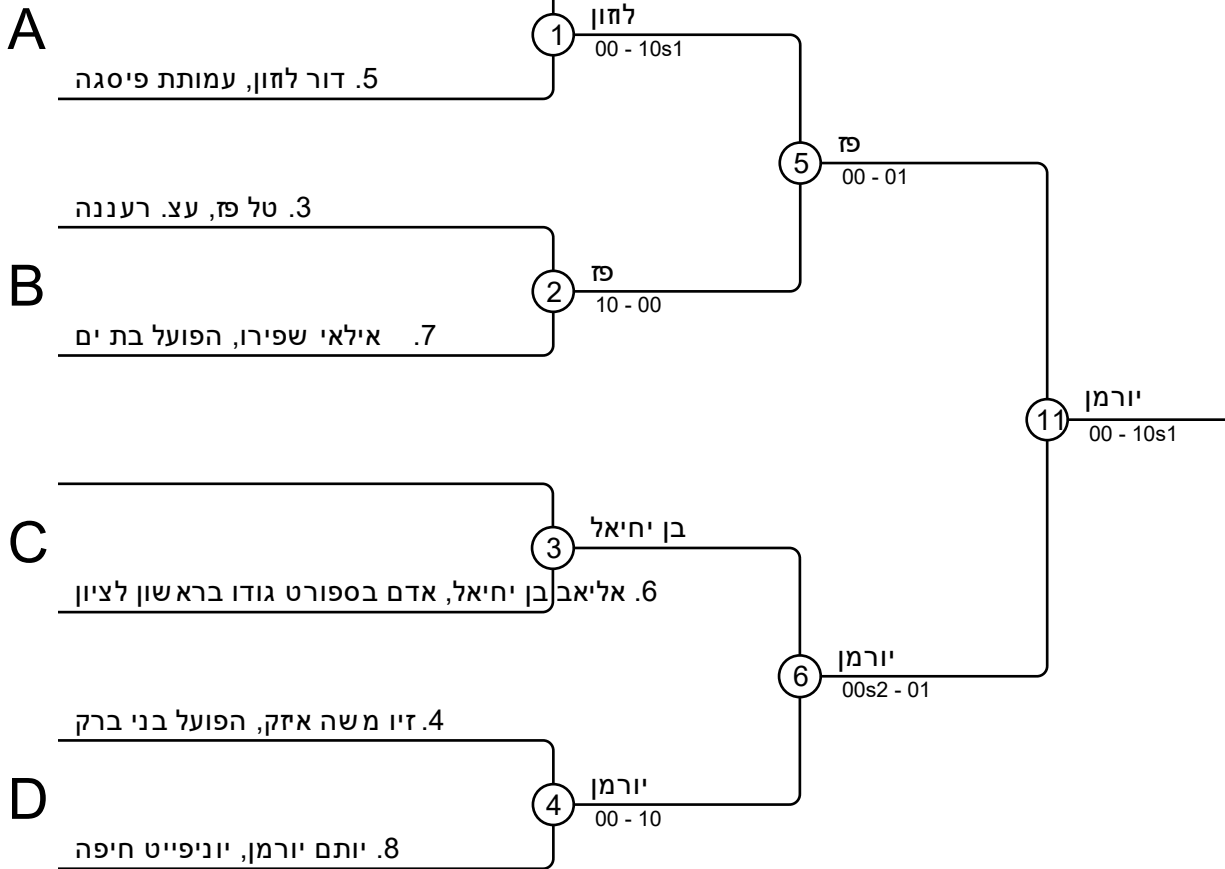 A
1
לוזון
00 - 10s1
5. דור לוזון, עמותת פיסגה
5
פז
00 - 01
3. טל פז, עצ. רעננה
B
2
פז
10 - 00
7. אילאי שפירו, הפועל בת ים
11
יורמן
00 - 10s1
C
3
בן יחיאל
6. אליאב בן יחיאל, אדם בספורט גודו בראשון לציון
6
יורמן
00s2 - 01
4. זיו משה איזק, הפועל בני ברק
D
4
יורמן
00 - 10
8. יותם יורמן, יוניפייט חיפה